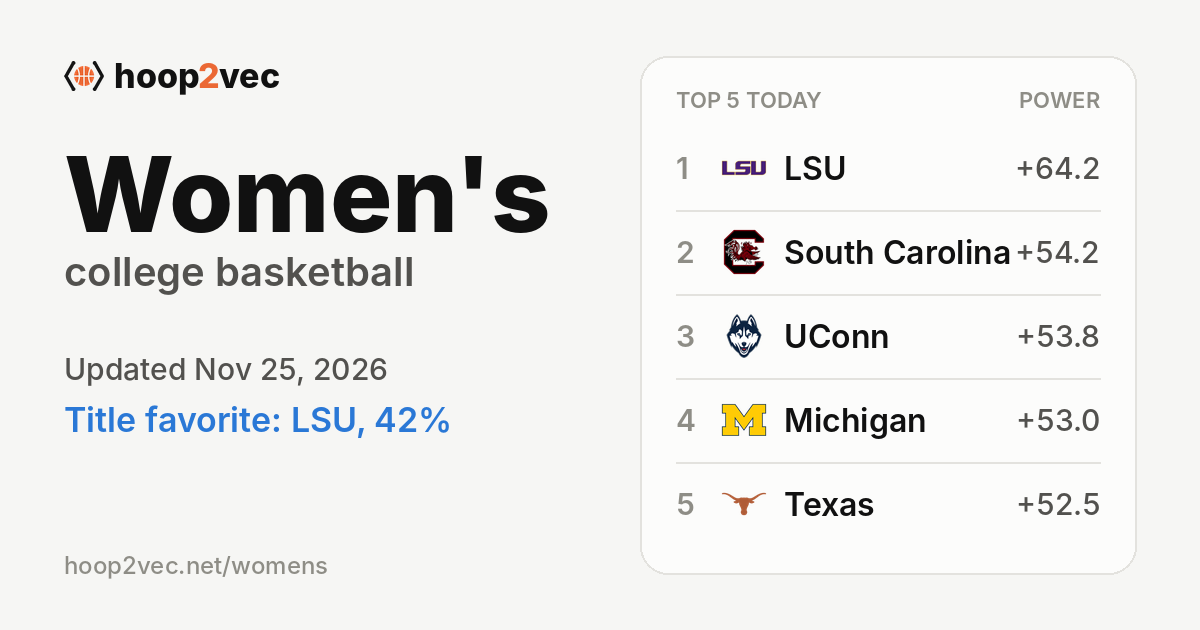 hoop2vec
Women's
college basketball
Updated Nov 25, 2026
Title favorite: LSU, 42%
hoop2vec.net/womens
TOP 5 TODAY POWER
1 LSU LSU +64.2
2 South Carolina +54.2
3 UConn +53.8
4 M Michigan +53.0
5 Texas +52.5